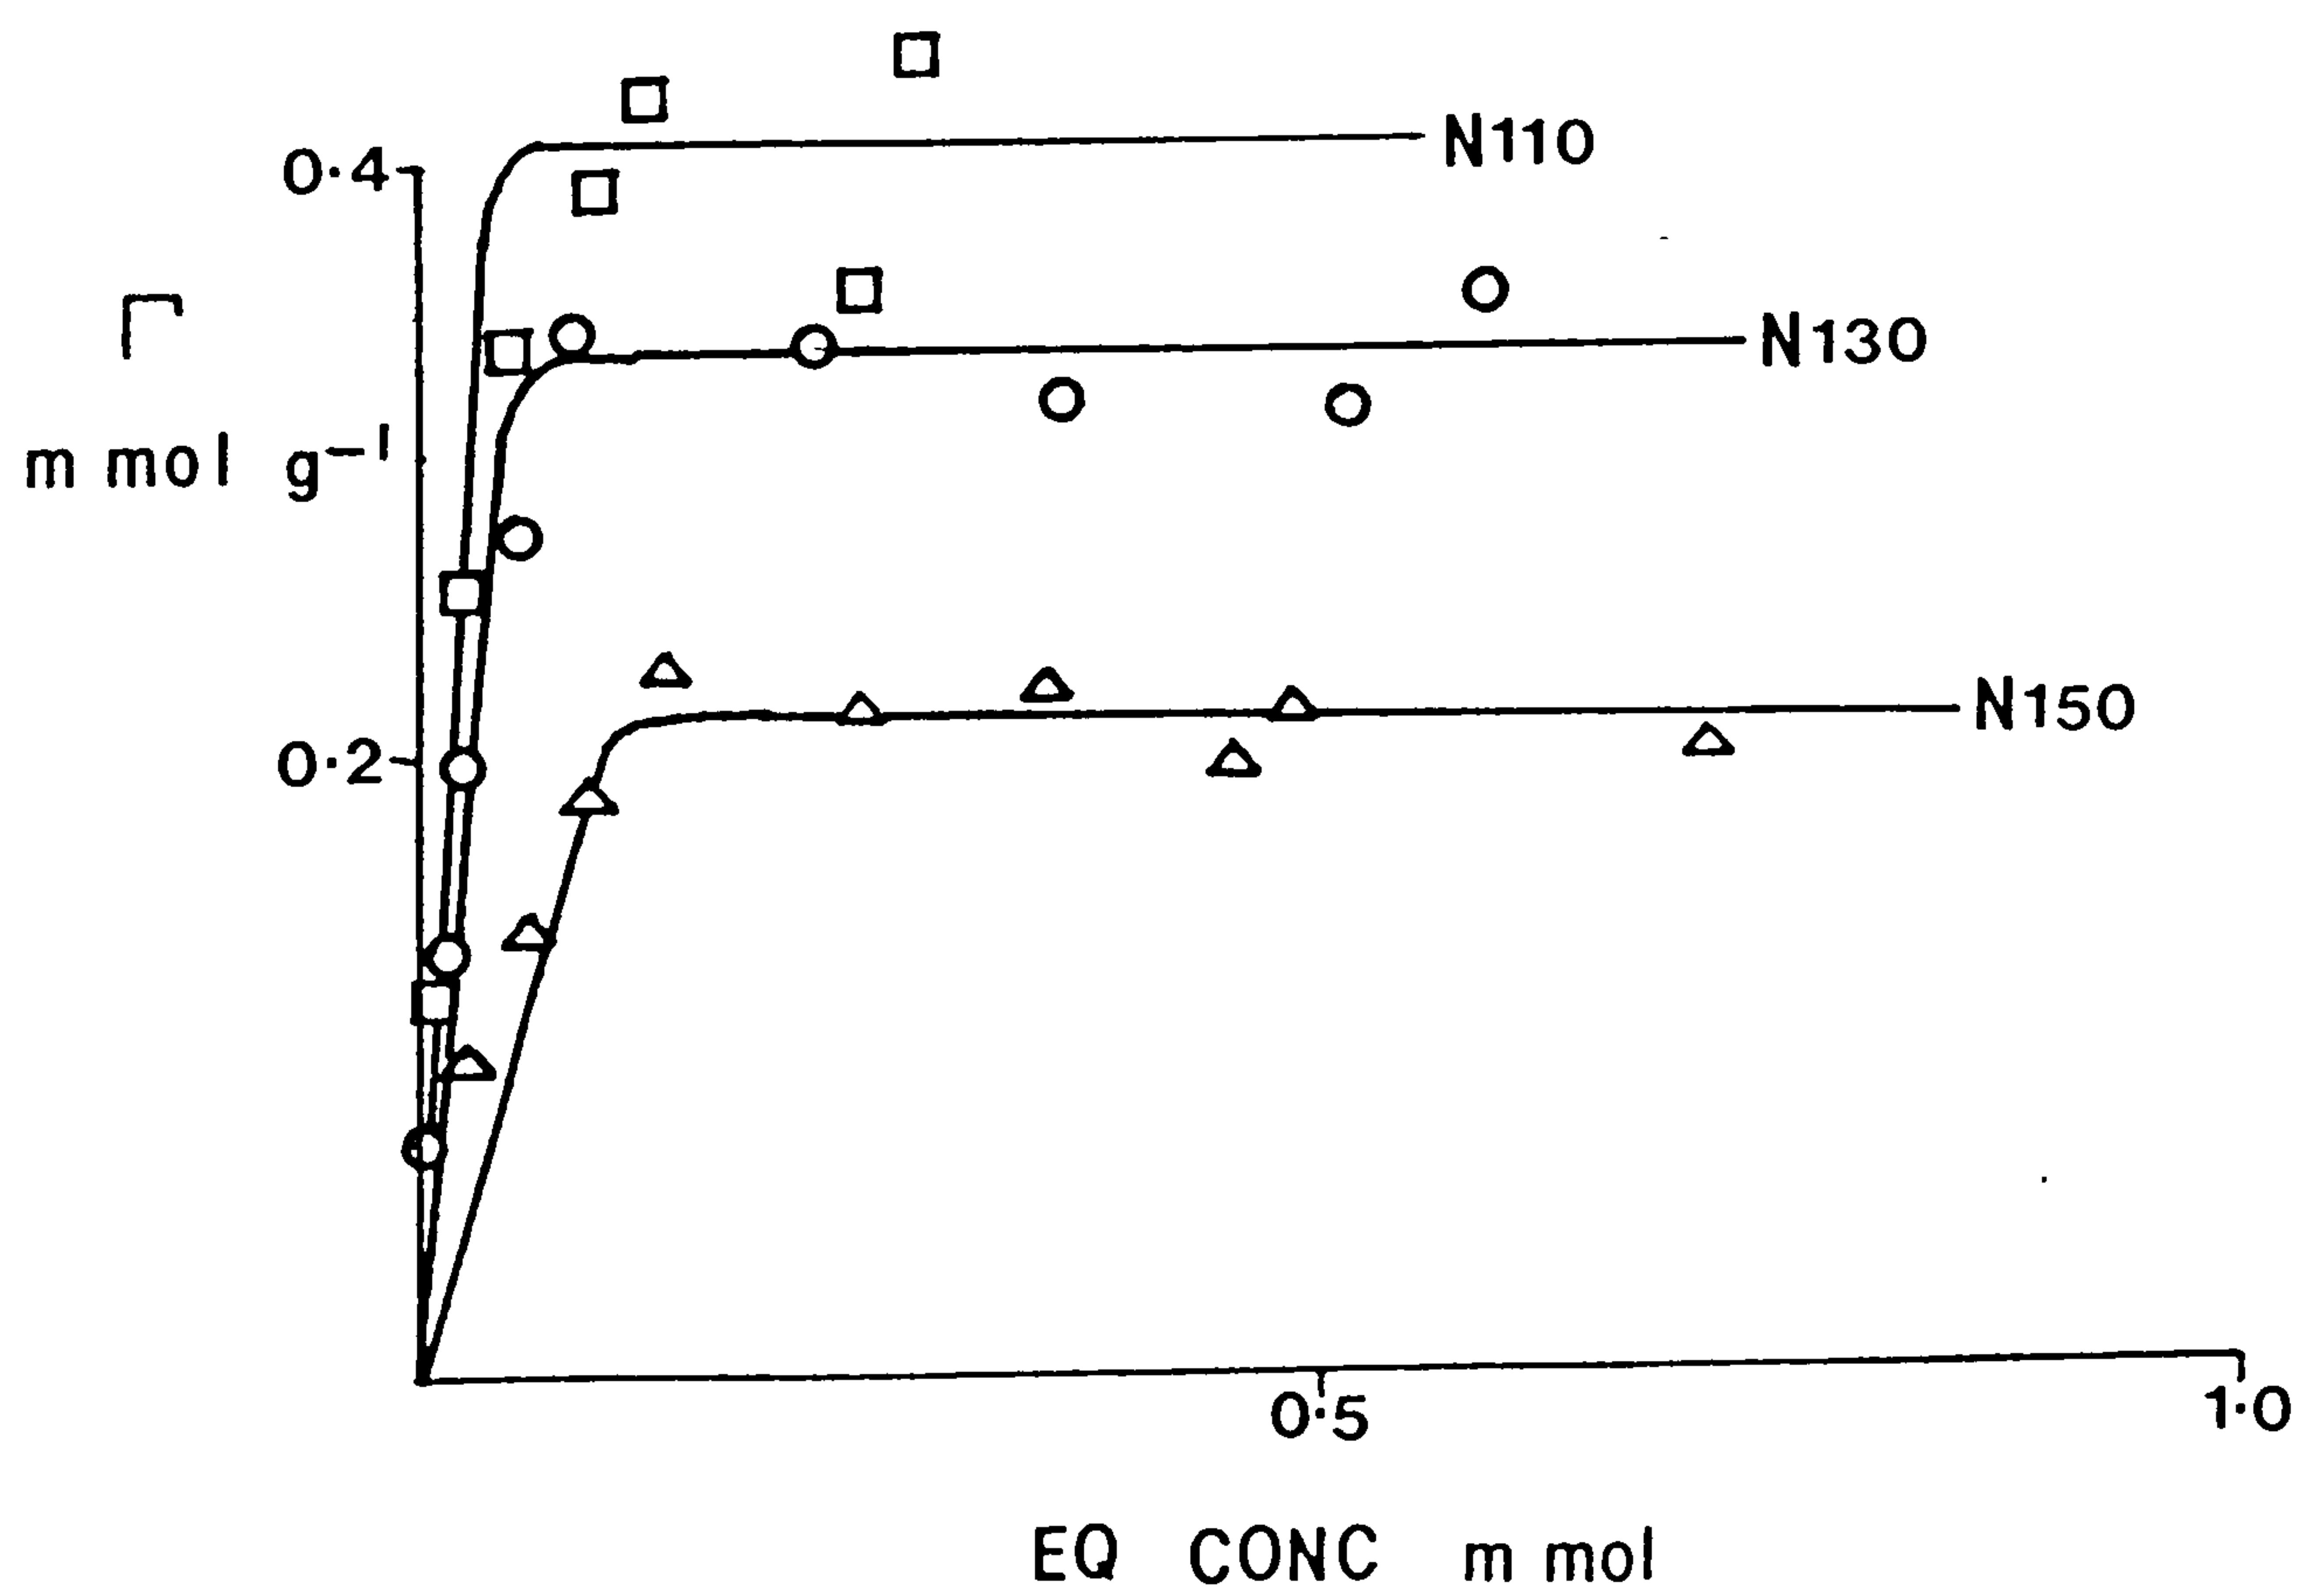 N110
0·4
Γ
N130
m mol g⁻¹
N150
0·2
0·5
1·0
EQ CONC m mol